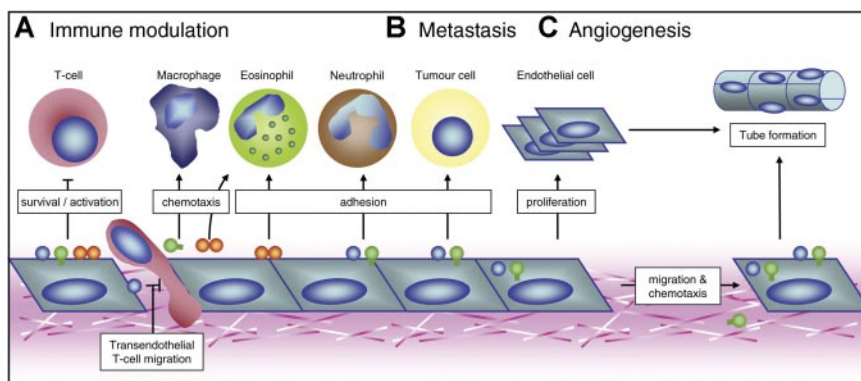 A Immune modulation
B Metastasis
C Angiogenesis
T-cell
Macrophage
Eosinophil
Neutrophil
Tumour cell
Endothelial cell
Tube formation
survival / activation
chemotaxis
adhesion
proliferation
migration &
chemotaxis
Transendothelial
T-cell migration